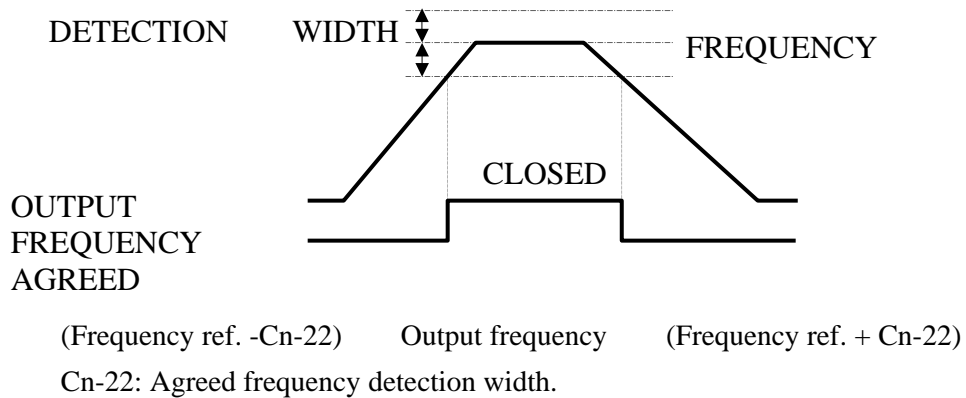 DETECTION WIDTH
FREQUENCY
CLOSED
OUTPUT
FREQUENCY
AGREED
(Frequency ref. -Cn-22) Output frequency (Frequency ref. + Cn-22)
Cn-22: Agreed frequency detection width.